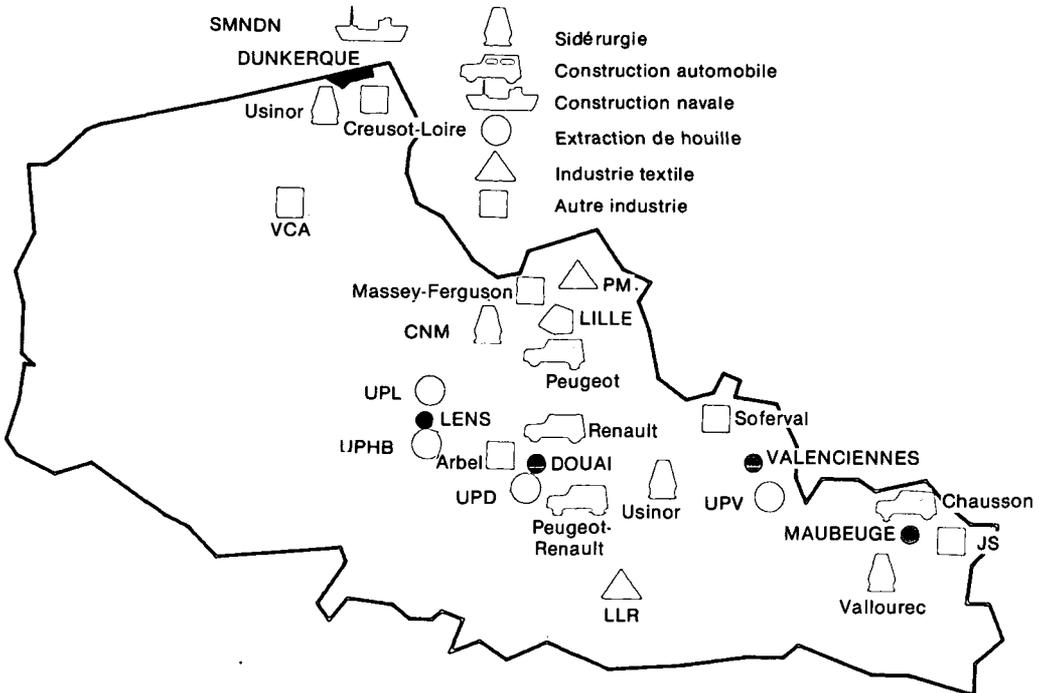 SMNDN
DUNKERQUE
Usinor
Creusot-Loire
Sidérurgie
Construction automobile
Construction navale
Extraction de houille
Industrie textile
Autre industrie
VCA
Massey-Ferguson
PM.
CNM
LILLE
Peugeot
UPL
LENS
UPHB
Arbel
Renault
DOUAI
UPD
Peugeot-
Renault
Usinor
Soferval
VALENCIENNES
UPV
Chausson
MAUBEUGE
JS
Vallourec
LLR